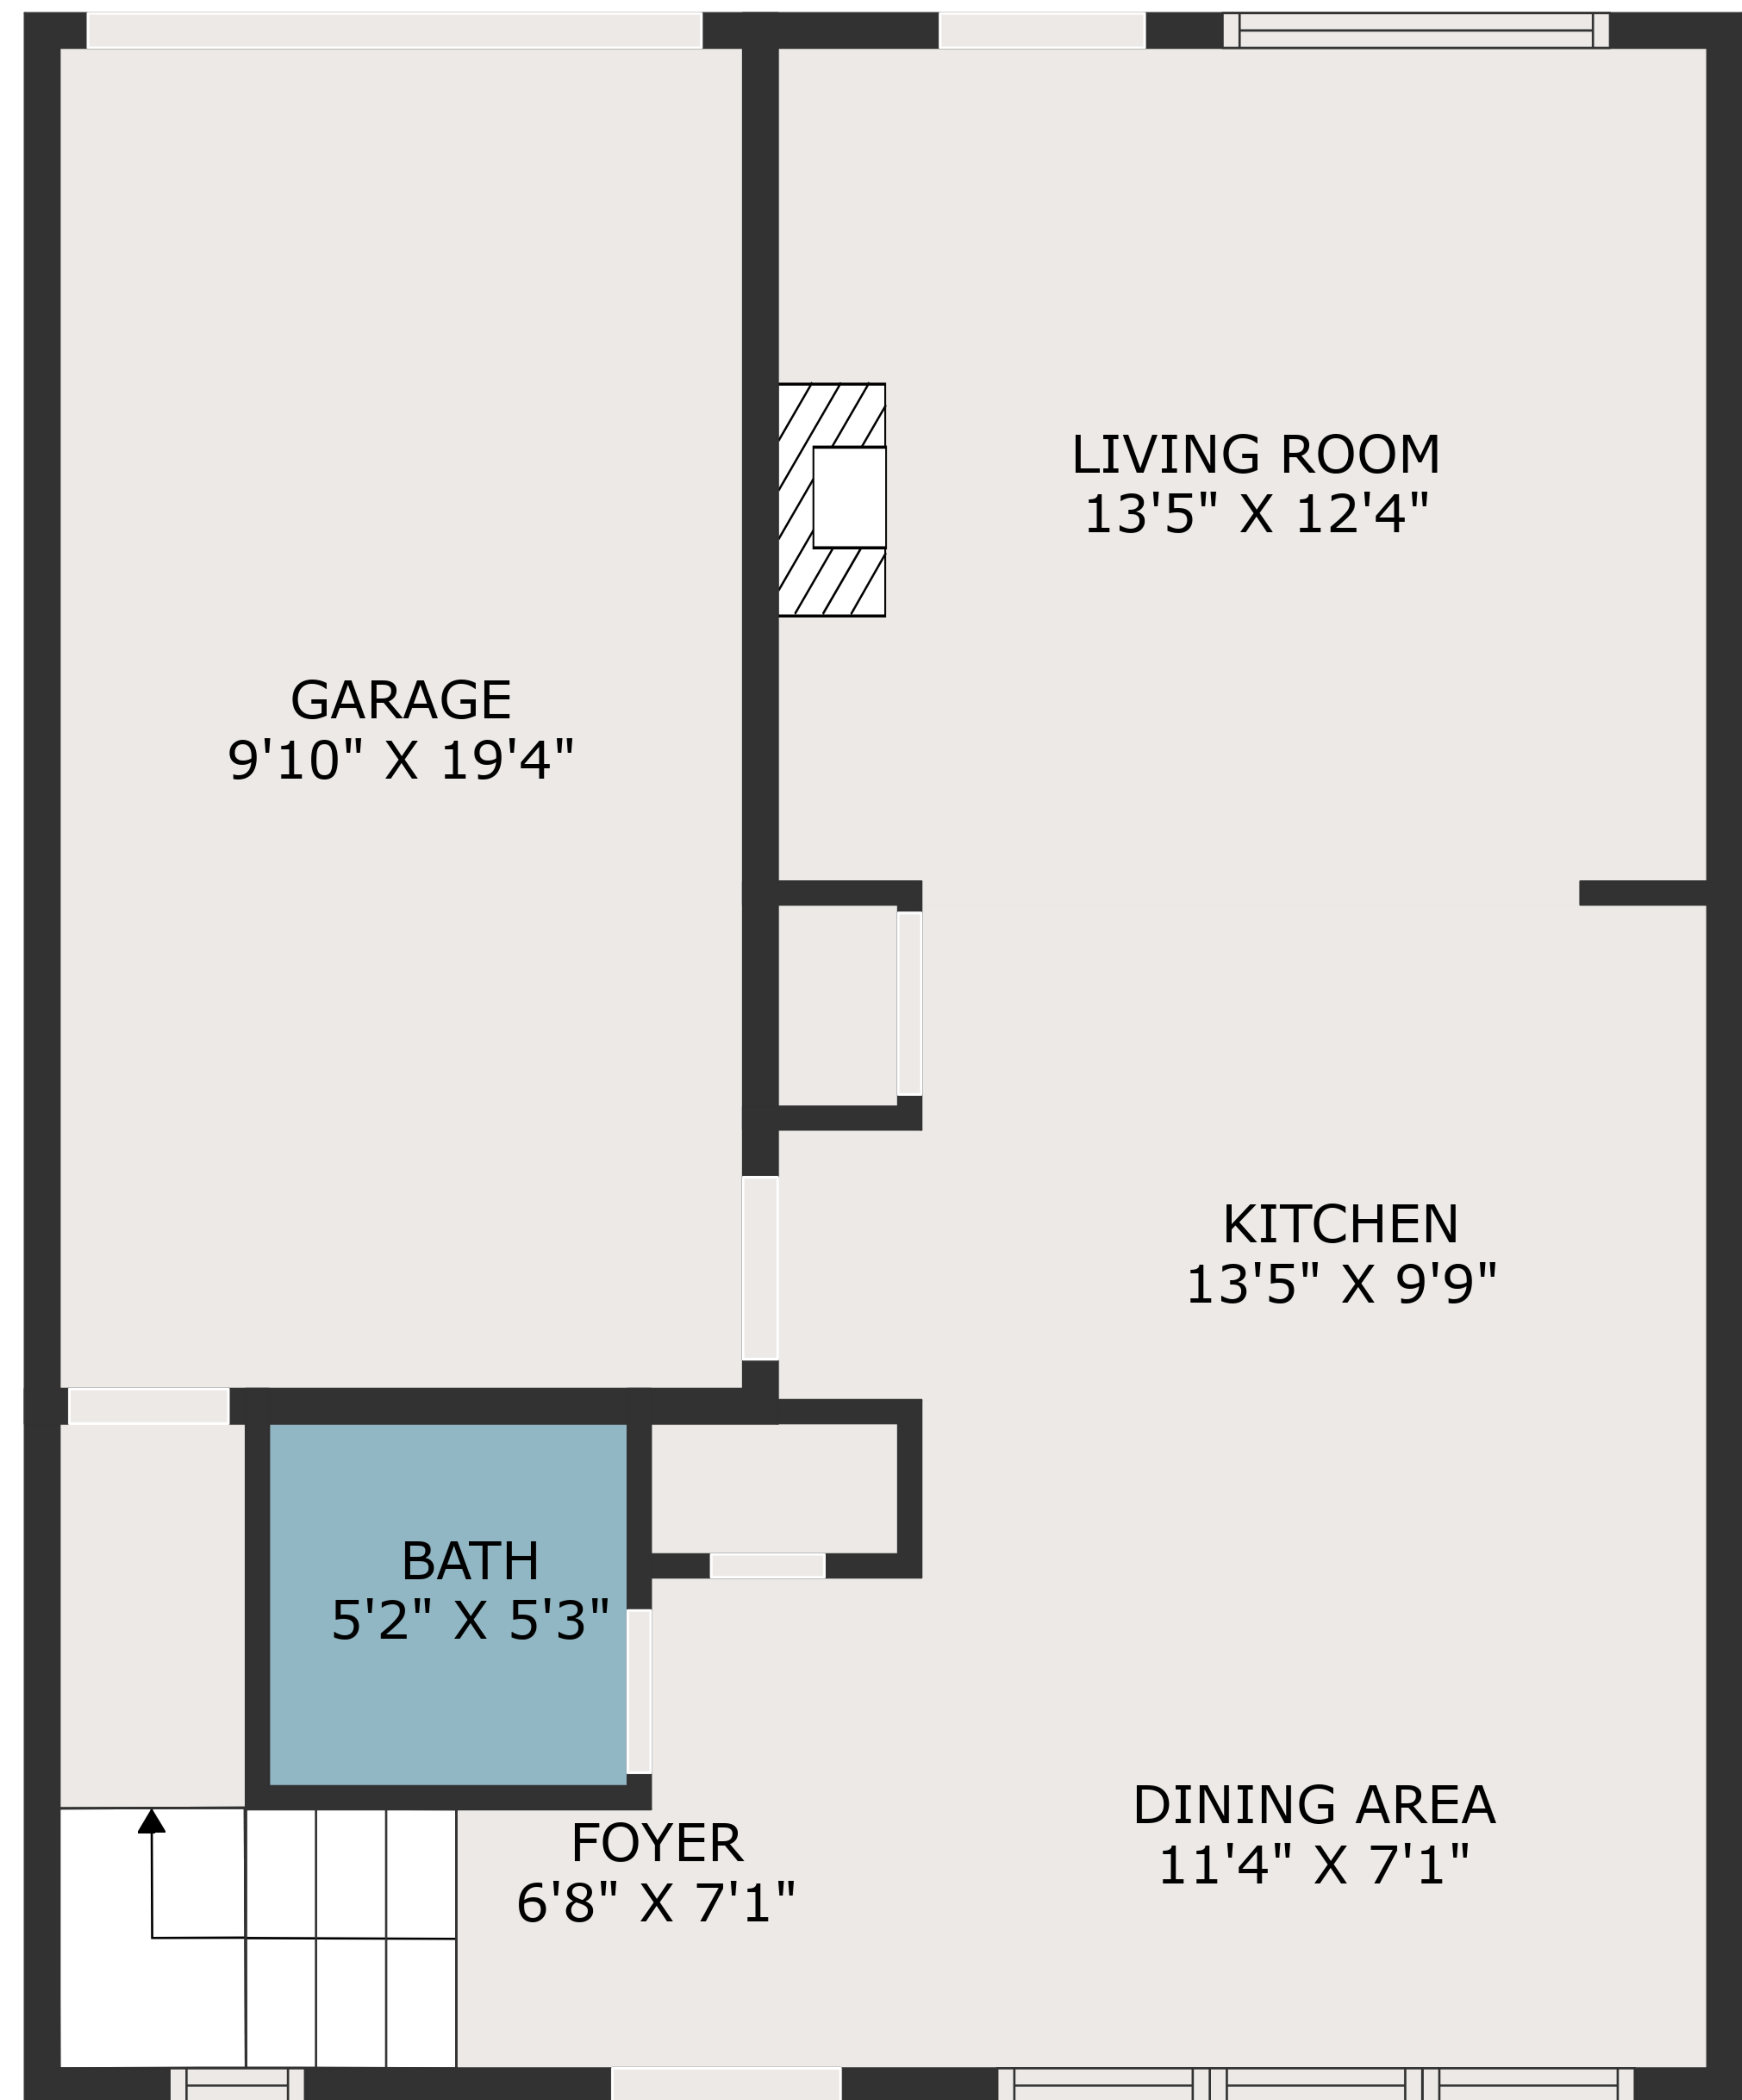 LIVING ROOM
13'5" X 12'4"
GARAGE
9'10" X 19'4"
KITCHEN
13'5" X 9'9"
BATH
5'2" X 5'3"
DINING AREA
11'4" X 7'1"
FOYER
6'8" X 7'1"